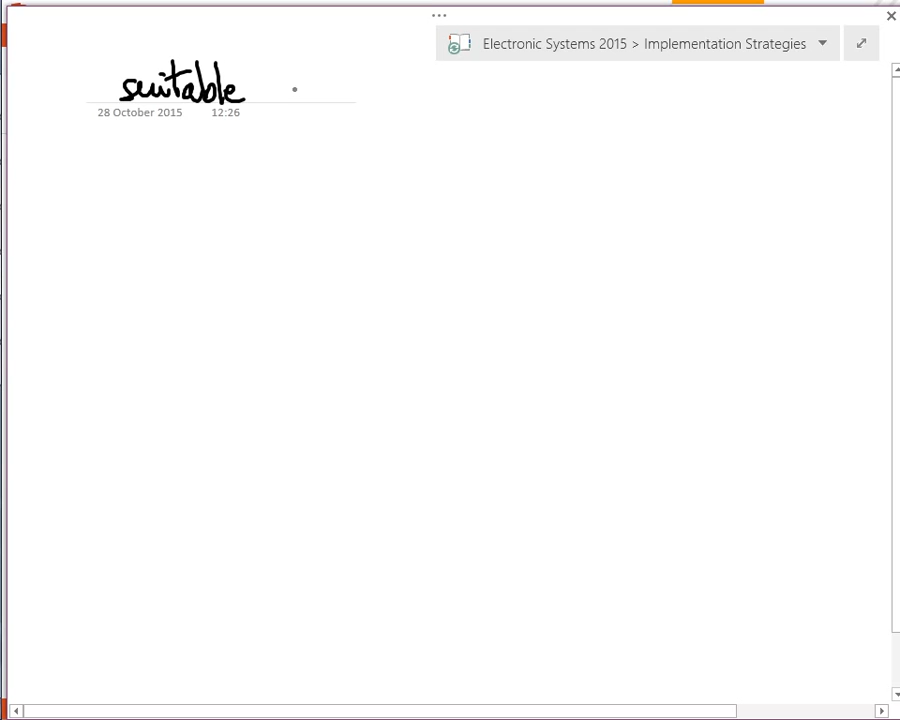 Electronic Systems 2015 > Implementation Strategies
suitable
28 October 2015 12:26